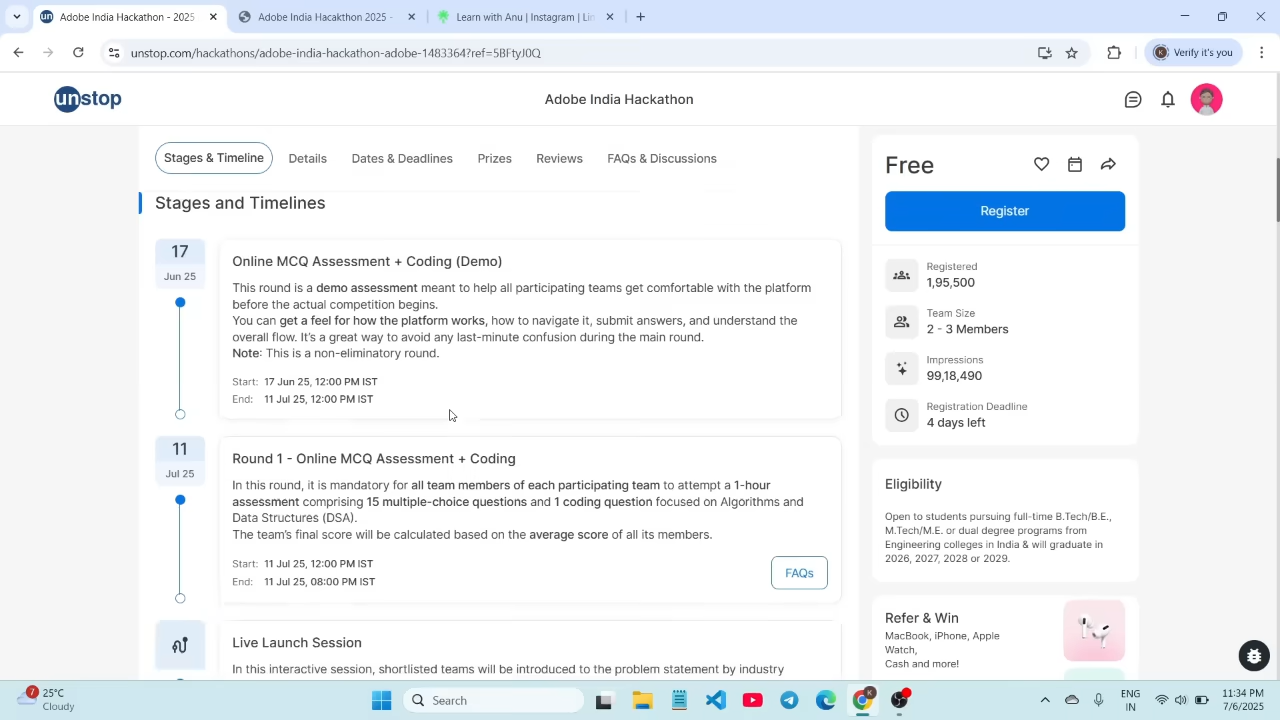 un Adobe India Hackathon - 2025
Adobe India Hacakthon 2025 -
Learn with Anu | Instagram | Lin
unstop.com/hackathons/adobe-india-hackathon-adobe-1483364?ref=5BFtyJ0Q
K Verify it's you
unstop
Adobe India Hackathon
Stages & Timeline
Details
Dates & Deadlines
Prizes
Reviews
FAQs & Discussions
Stages and Timelines
17
Jun 25
Online MCQ Assessment + Coding (Demo)
This round is a demo assessment meant to help all participating teams get comfortable with the platform
before the actual competition begins.
You can get a feel for how the platform works, how to navigate it, submit answers, and understand the
overall flow. It's a great way to avoid any last-minute confusion during the main round.
Note: This is a non-eliminatory round.
Start: 17 Jun 25, 12:00 PM IST
End: 11 Jul 25, 12:00 PM IST
11
Jul 25
Round 1 - Online MCQ Assessment + Coding
In this round, it is mandatory for all team members of each participating team to attempt a 1-hour
assessment comprising 15 multiple-choice questions and 1 coding question focused on Algorithms and
Data Structures (DSA).
The team's final score will be calculated based on the average score of all its members.
Start: 11 Jul 25, 12:00 PM IST
End: 11 Jul 25, 08:00 PM IST
FAQs
Live Launch Session
In this interactive session, shortlisted teams will be introduced to the problem statement by industry
Free
Register
Registered
1,95,500
Team Size
2 - 3 Members
Impressions
99,18,490
Registration Deadline
4 days left
Eligibility
Open to students pursuing full-time B.Tech/B.E.,
M.Tech/M.E. or dual degree programs from
Engineering colleges in India & will graduate in
2026, 2027, 2028 or 2029.
Refer & Win
MacBook, iPhone, Apple
Watch,
Cash and more!
7
25°C
Cloudy
Search
K
ENG
IN
11:34 PM
7/6/2025